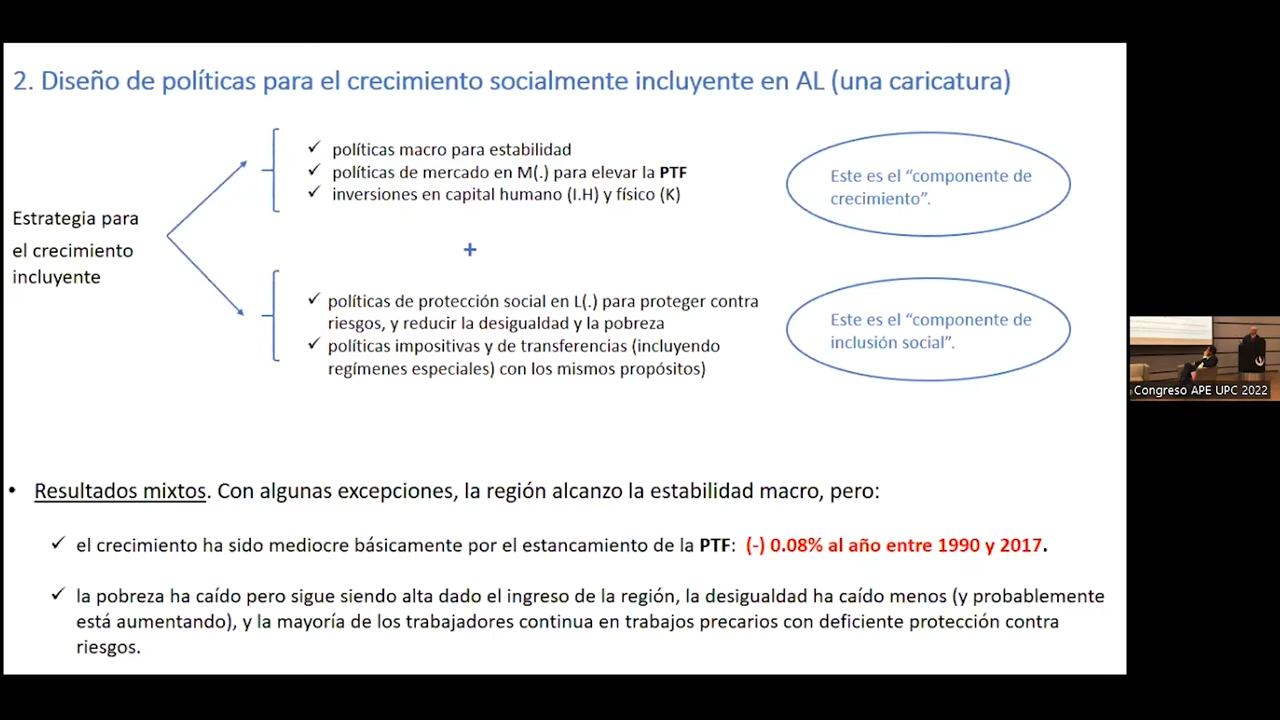 2. Diseño de políticas para el crecimiento socialmente incluyente en AL (una caricatura)
✓ políticas macro para estabilidad
✓ políticas de mercado en M(.) para elevar la PTF
✓ inversiones en capital humano (I.H) y físico (K)
Este es el “componente de
crecimiento”.
Estrategia para
el crecimiento
incluyente
+
✓ políticas de protección social en L(.) para proteger contra
riesgos, y reducir la desigualdad y la pobreza
✓ políticas impositivas y de transferencias (incluyendo
regímenes especiales) con los mismos propósitos)
Este es el “componente de
inclusión social”.
Congreso APE UPC 2022
• Resultados mixtos. Con algunas excepciones, la región alcanzo la estabilidad macro, pero:
✓ el crecimiento ha sido mediocre básicamente por el estancamiento de la PTF: (-) 0.08% al año entre 1990 y 2017.
✓ la pobreza ha caído pero sigue siendo alta dado el ingreso de la región, la desigualdad ha caído menos (y probablemente
está aumentando), y la mayoría de los trabajadores continua en trabajos precarios con deficiente protección contra
riesgos.